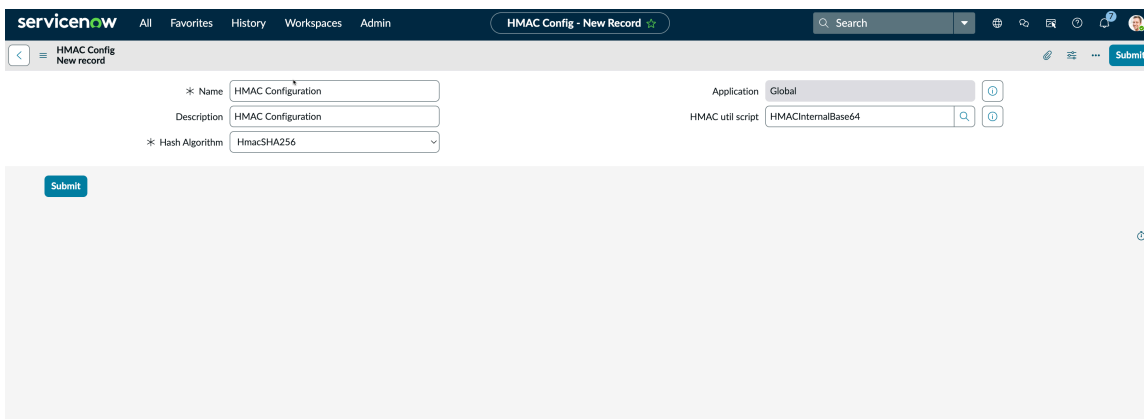 servicenow All Favorites History Workspaces Admin HMAC Config - New Record Search 7
HMAC Config
New record
Submit
Name HMAC Configuration Application Global
Description HMAC Configuration HMAC util script HMACInternalBase64
Hash Algorithm HmacSHA256
Submit